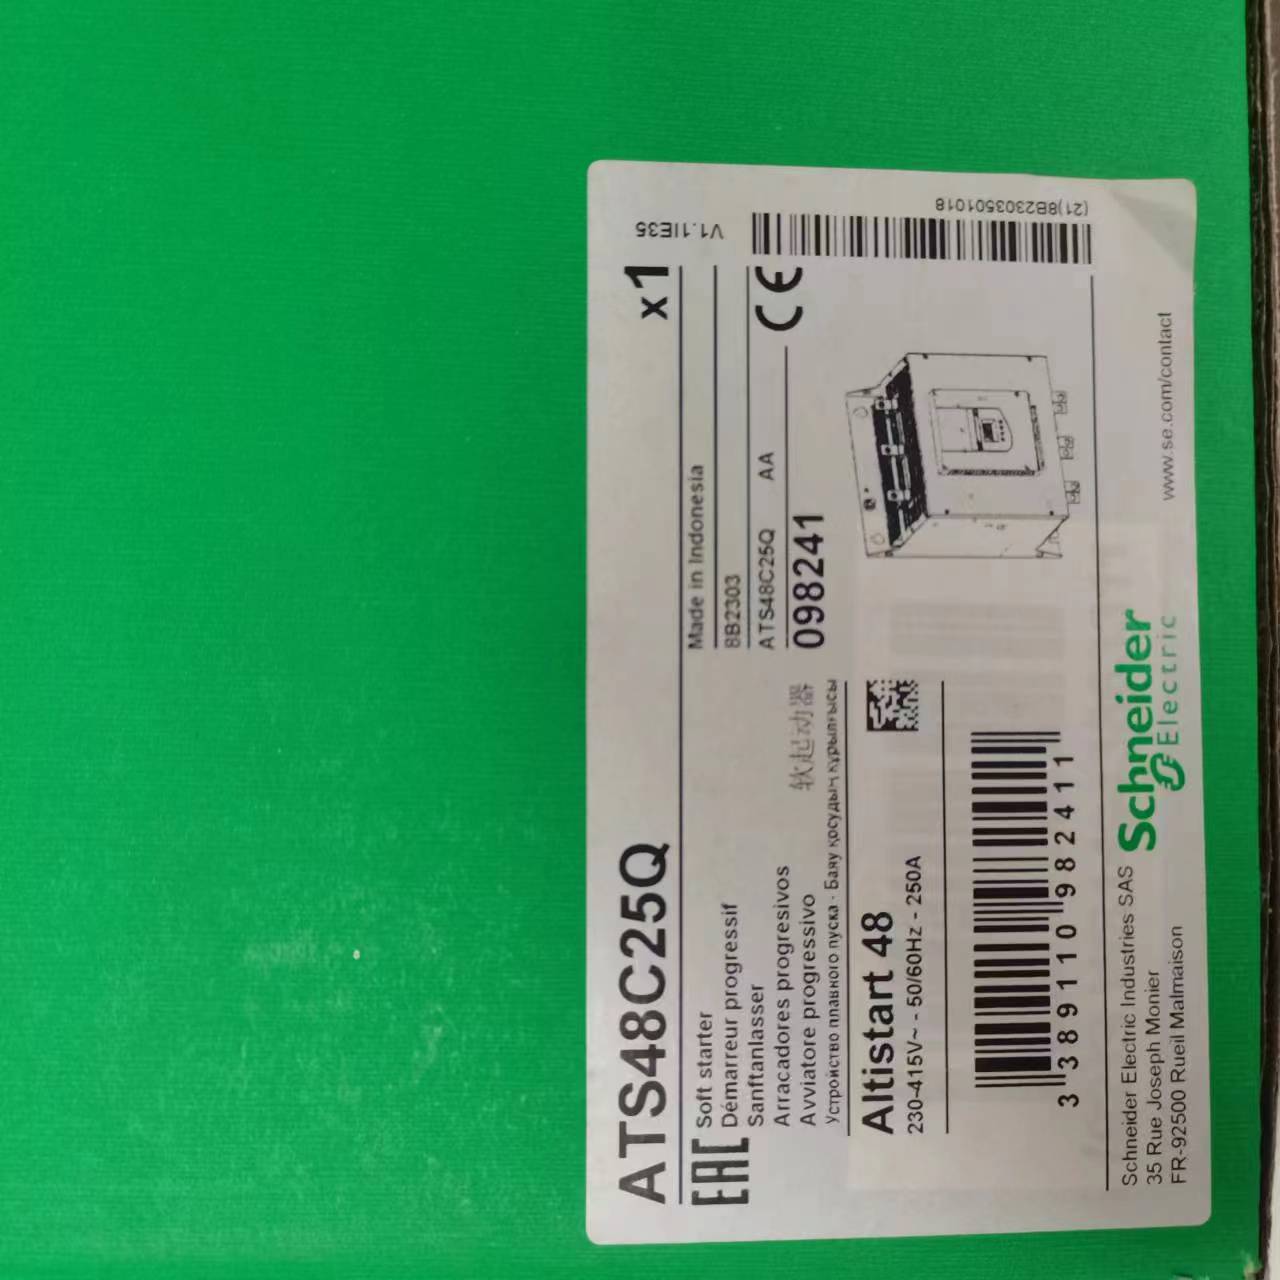 ATS48C25Q x1
V1.1IE35
EAC
Soft starter
Démarreur progressif
Sanftanlasser
Arracadores progresivos
Avviatore progressivo
软起动器
Устройство плавного пуска - Баяу қосудың құрылғысы
Made in Indonesia
8B2303
ATS48C25Q AA
098241
CE
(21)8B2303501018
Altistart 48
230-415V~ - 50/60Hz - 250A
3 389110 982411
Schneider Electric Industries SAS
35 Rue Joseph Monier
FR-92500 Rueil Malmaison
Schneider
Electric
www.se.com/contact